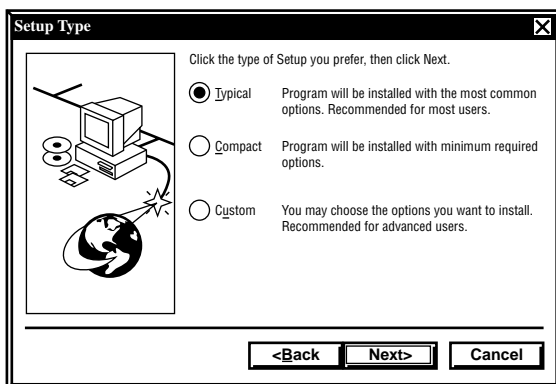 Setup Type
Click the type of Setup you prefer, then click Next.
Typical
Program will be installed with the most common
options. Recommended for most users.
Compact
Program will be installed with minimum required
options.
Custom
You may choose the options you want to install.
Recommended for advanced users.
<Back
Next>
Cancel